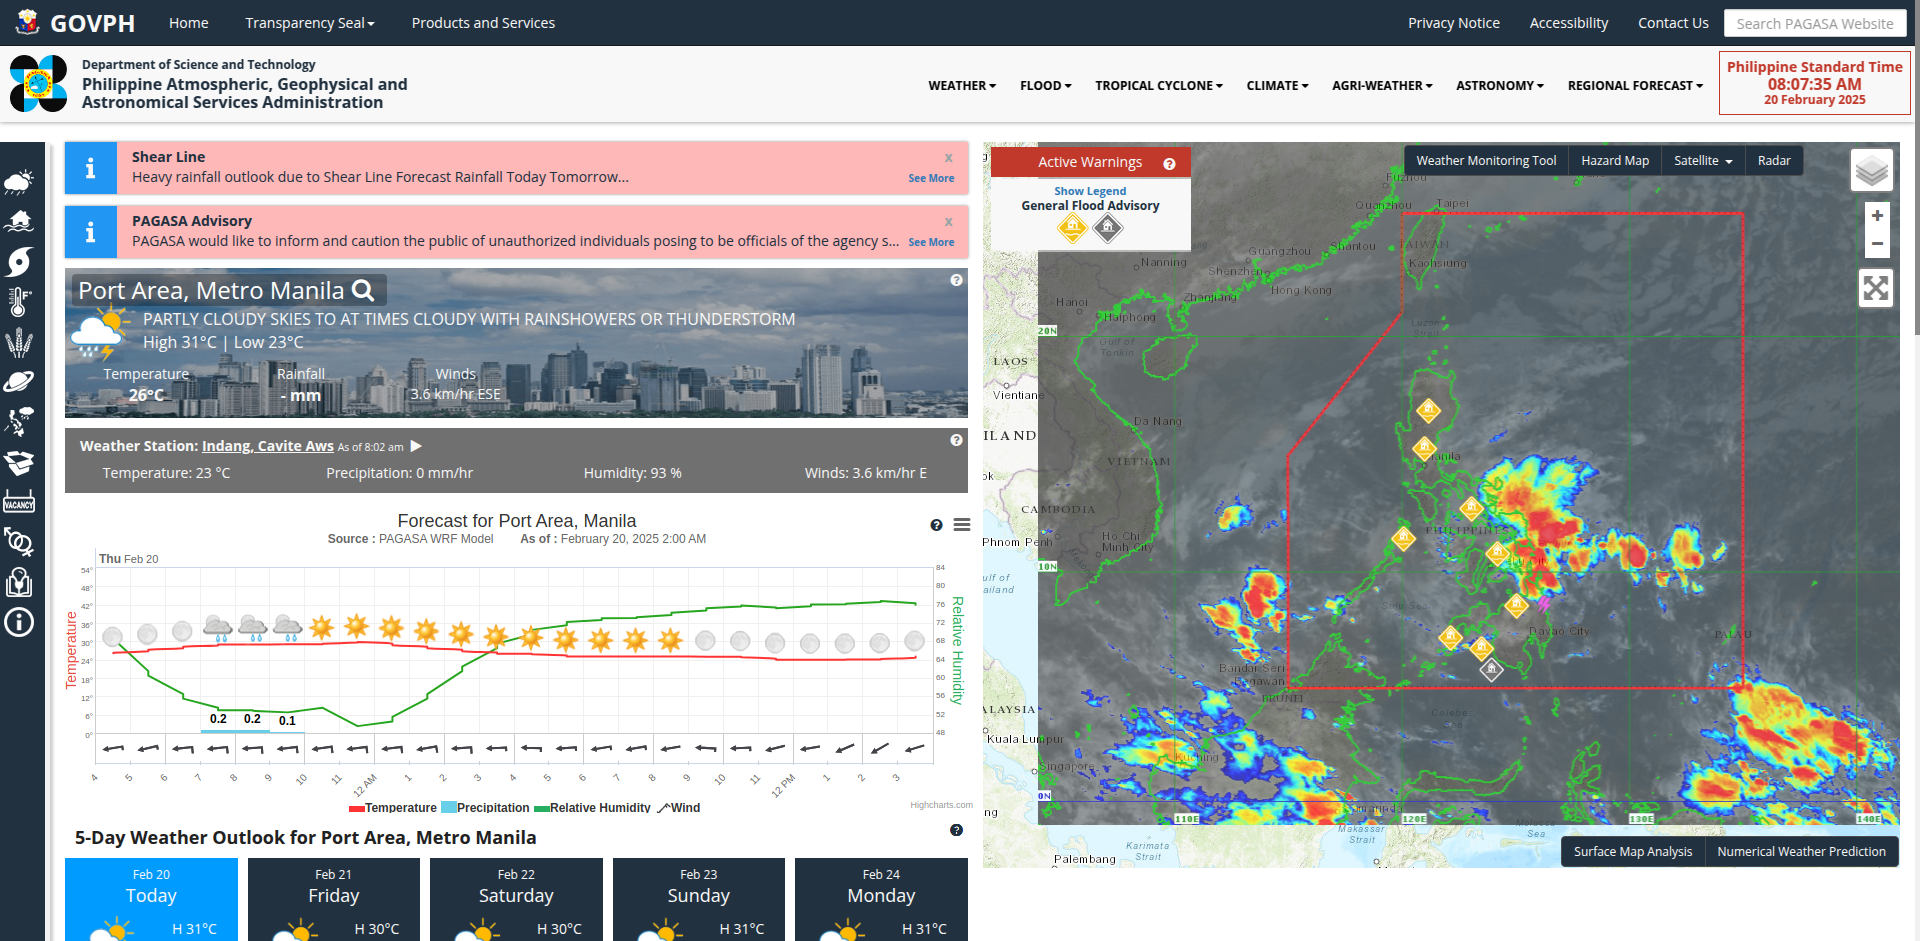 GOVPH
Home
Transparency Seal
Products and Services
Privacy Notice
Accessibility
Contact Us
Search PAGASA Website
Department of Science and Technology
Philippine Atmospheric, Geophysical and
Astronomical Services Administration
WEATHER
FLOOD
TROPICAL CYCLONE
CLIMATE
AGRI-WEATHER
ASTRONOMY
REGIONAL FORECAST
Philippine Standard Time
08:07:35 AM
20 February 2025
VACANCY
Shear Line
x
Heavy rainfall outlook due to Shear Line Forecast Rainfall Today Tomorrow...
See More
PAGASA Advisory
x
PAGASA would like to inform and caution the public of unauthorized individuals posing to be officials of the agency s...
See More
Port Area, Metro Manila
PARTLY CLOUDY SKIES TO AT TIMES CLOUDY WITH RAINSHOWERS OR THUNDERSTORM
High 31°C | Low 23°C
Temperature
Rainfall
Winds
26°C
- mm
3.6 km/hr ESE
Weather Station: Indang, Cavite Aws As of 8:02 am
Temperature: 23 °C
Precipitation: 0 mm/hr
Humidity: 93 %
Winds: 3.6 km/hr E
Forecast for Port Area, Manila
Source : PAGASA WRF Model As of : February 20, 2025 2:00 AM
Thu Feb 20
Temperature
54°
48°
42°
36°
30°
24°
18°
12°
6°
0°
84
80
76
72
68
64
60
56
52
48
Relative Humidity
0.2
0.2
0.1
4
5
6
7
8
9
10
11
12 AM
1
2
3
4
5
6
7
8
9
10
11
12 PM
1
2
3
Temperature
Precipitation
Relative Humidity
Wind
Highcharts.com
5-Day Weather Outlook for Port Area, Metro Manila
Feb 20
Today
H 31°C
Feb 21
Friday
H 30°C
Feb 22
Saturday
H 30°C
Feb 23
Sunday
H 31°C
Feb 24
Monday
H 31°C
Active Warnings
Show Legend
General Flood Advisory
Weather Monitoring Tool
Hazard Map
Satellite
Radar
+
−
Fuzhou
Quanzhou
Taipei
TAIWAN
Shantou
Guangzhou
Kaohsiung
Nanning
Shenzhen
Hong Kong
Zhanjiang
Hanoi
Haiphong
Luzon
Strait
20N
Gulf of
Tonkin
LAOS
Vientiane
Da Nang
ILAND
VIETNAM
Manila
ok
CAMBODIA
PHILIPPINES
Phnom Penh
Ho Chi
Minh City
10N
ulf of
ailand
Davao City
PALAU
Bandar Seri
Begawan
BRUNEI
ALAYSIA
Kuala Lumpur
Kuching
Singapore
0N
ng
110E
120E
130E
140E
Samarinda
Makassar
Strait
Molucca
Sea
Karimata
Strait
Palembang
Surface Map Analysis
Numerical Weather Prediction